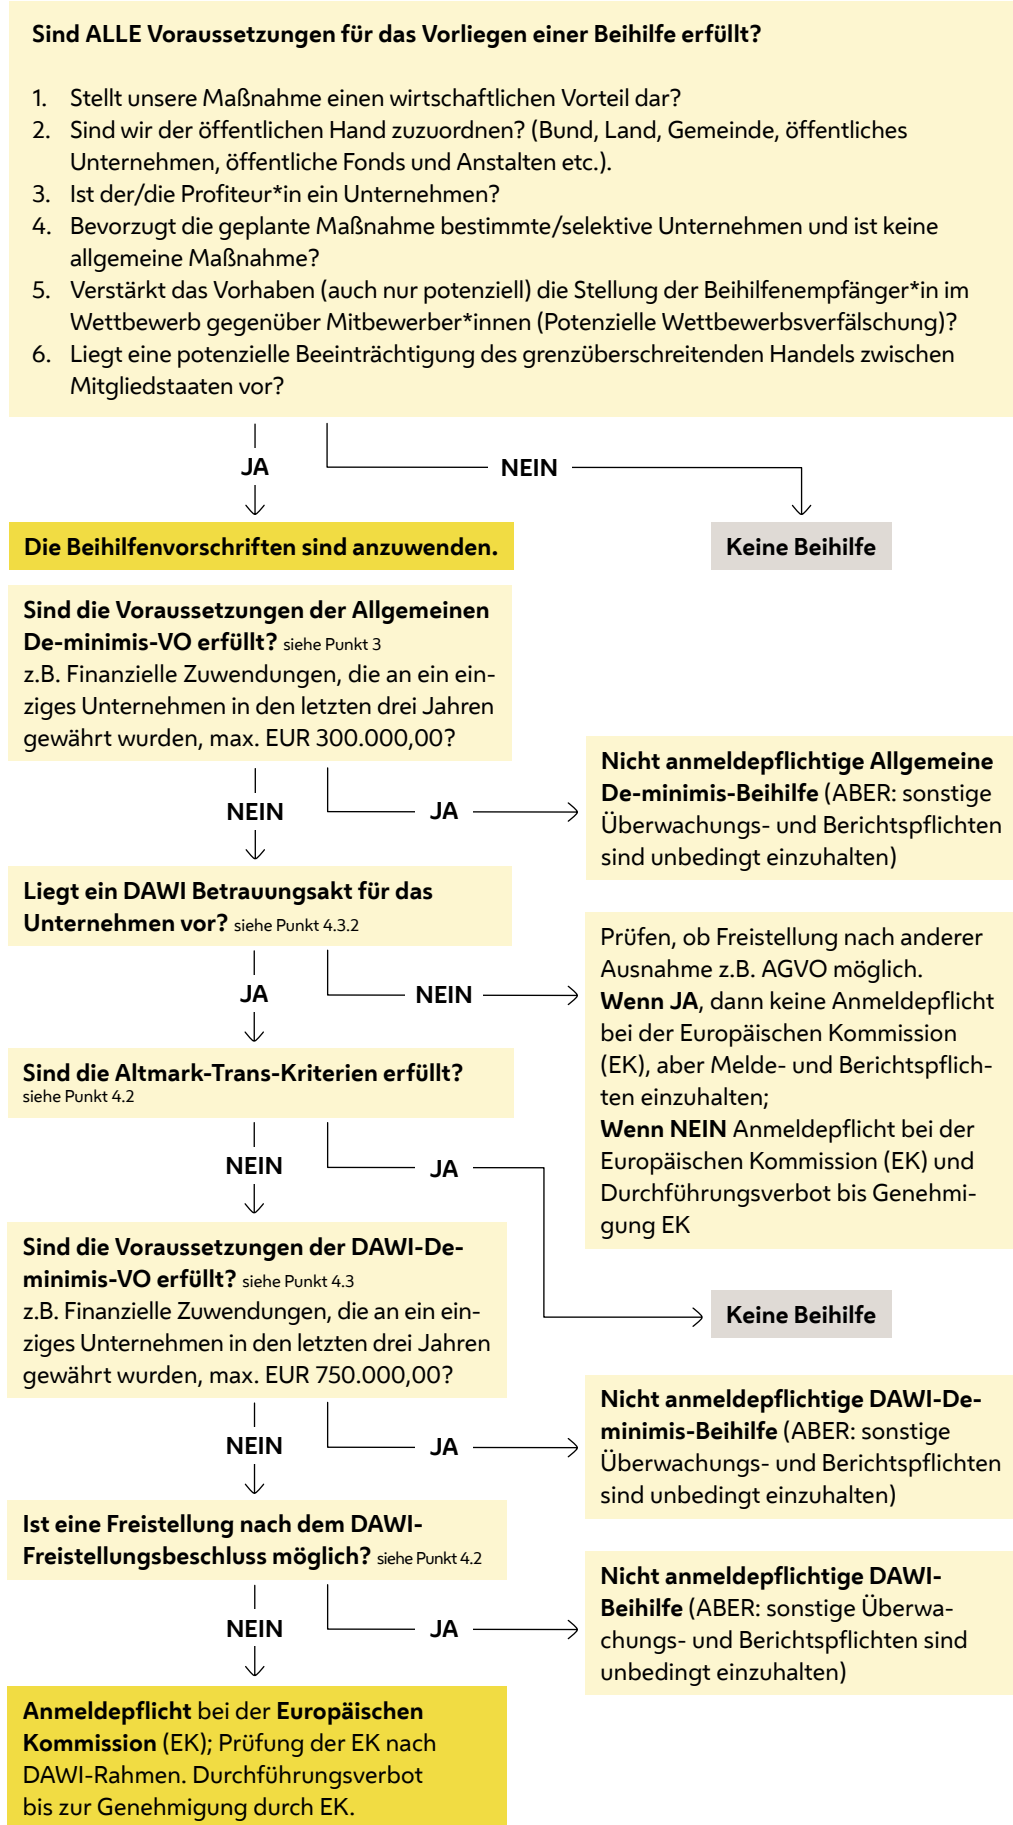 Sind ALLE Voraussetzungen für das Vorliegen einer Beihilfe erfüllt?
1. Stellt unsere Maßnahme einen wirtschaftlichen Vorteil dar?
2. Sind wir der öffentlichen Hand zuzuordnen? (Bund, Land, Gemeinde, öffentliches
Unternehmen, öffentliche Fonds und Anstalten etc.).
3. Ist der/die Profiteur*in ein Unternehmen?
4. Bevorzugt die geplante Maßnahme bestimmte/selektive Unternehmen und ist keine
allgemeine Maßnahme?
5. Verstärkt das Vorhaben (auch nur potenziell) die Stellung der Beihilfenempfänger*in im
Wettbewerb gegenüber Mitbewerber*innen (Potenzielle Wettbewerbsverfälschung)?
6. Liegt eine potenzielle Beeinträchtigung des grenzüberschreitenden Handels zwischen
Mitgliedstaaten vor?
JA
NEIN
Die Beihilfenvorschriften sind anzuwenden.
Keine Beihilfe
Sind die Voraussetzungen der Allgemeinen
De-minimis-VO erfüllt? siehe Punkt 3
z.B. Finanzielle Zuwendungen, die an ein ein-
ziges Unternehmen in den letzten drei Jahren
gewährt wurden, max. EUR 300.000,00?
NEIN
JA
Nicht anmeldepflichtige Allgemeine
De-minimis-Beihilfe (ABER: sonstige
Überwachungs- und Berichtspflichten
sind unbedingt einzuhalten)
Liegt ein DAWI Betrauungsakt für das
Unternehmen vor? siehe Punkt 4.3.2
JA
NEIN
Prüfen, ob Freistellung nach anderer
Ausnahme z.B. AGVO möglich.
Wenn JA, dann keine Anmeldepflicht
bei der Europäischen Kommission
(EK), aber Melde- und Berichtspflich-
ten einzuhalten;
Wenn NEIN Anmeldepflicht bei der
Europäischen Kommission (EK) und
Durchführungsverbot bis Genehmi-
gung EK
Sind die Altmark-Trans-Kriterien erfüllt?
siehe Punkt 4.2
NEIN
JA
Keine Beihilfe
Sind die Voraussetzungen der DAWI-De-
minimis-VO erfüllt? siehe Punkt 4.3
z.B. Finanzielle Zuwendungen, die an ein ein-
ziges Unternehmen in den letzten drei Jahren
gewährt wurden, max. EUR 750.000,00?
NEIN
JA
Nicht anmeldepflichtige DAWI-De-
minimis-Beihilfe (ABER: sonstige
Überwachungs- und Berichtspflichten
sind unbedingt einzuhalten)
Ist eine Freistellung nach dem DAWI-
Freistellungsbeschluss möglich? siehe Punkt 4.2
NEIN
JA
Nicht anmeldepflichtige DAWI-
Beihilfe (ABER: sonstige Überwa-
chungs- und Berichtspflichten sind
unbedingt einzuhalten)
Anmeldepflicht bei der Europäischen
Kommission (EK); Prüfung der EK nach
DAWI-Rahmen. Durchführungsverbot
bis zur Genehmigung durch EK.